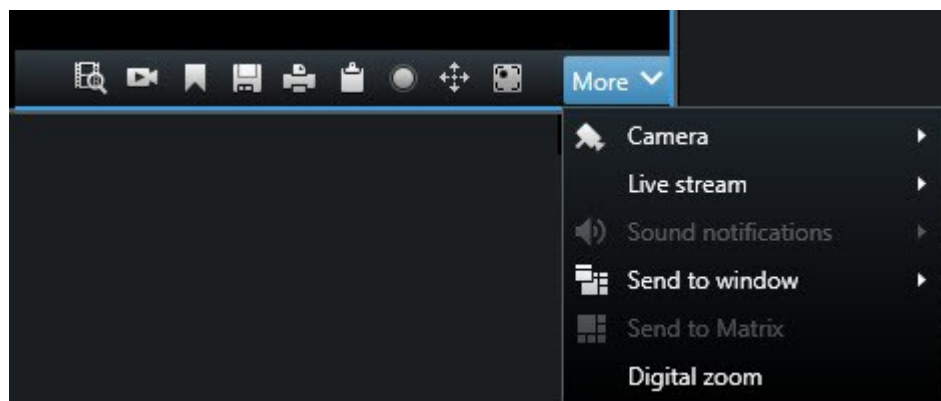 More
Camera
Live stream
Sound notifications
Send to window
Send to Matrix
Digital zoom